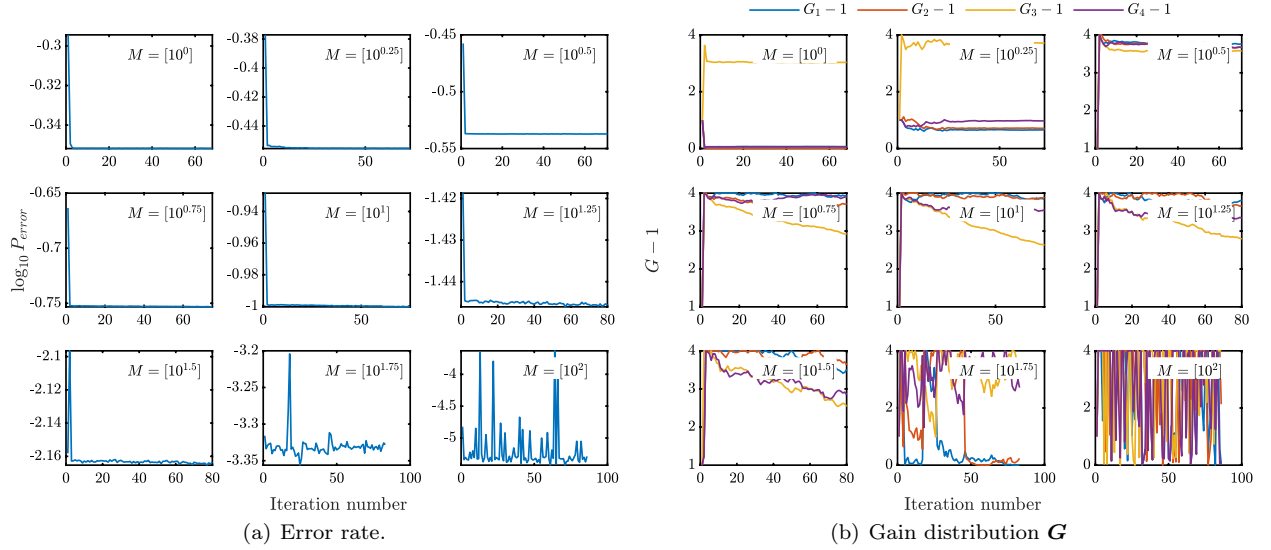 G₁ − 1 G₂ − 1 G₃ − 1 G₄ − 1
-0.3 -0.32 -0.34
M = [10^0]
0 20 40 60
-0.38 -0.4 -0.42 -0.44
M = [10^0.25]
0 50
-0.45 -0.5 -0.55
M = [10^0.5]
0 20 40 60
log₁₀ P_error
-0.65 -0.7 -0.75
M = [10^0.75]
0 20 40 60
-0.94 -0.96 -0.98 -1
M = [10^1]
0 50 100
-1.42 -1.43 -1.44
M = [10^1.25]
0 20 40 60 80
-2.1 -2.12 -2.14 -2.16
M = [10^1.5]
0 20 40 60 80
-3.2 -3.25 -3.3 -3.35
M = [10^1.75]
0 50 100
-4 -4.5 -5
M = [10^2]
0 20 40 60 80 100
Iteration number
(a) Error rate.
4 2 0
M = [10^0]
0 20 40 60
4 2 0
M = [10^0.25]
0 50
4 3 2 1
M = [10^0.5]
0 20 40 60
G − 1
4 3 2 1
M = [10^0.75]
0 20 40 60
4 3 2 1
M = [10^1]
0 50 100
4 3 2 1
M = [10^1.25]
0 20 40 60 80
4 3 2 1
M = [10^1.5]
0 20 40 60 80
4 2 0
M = [10^1.75]
0 50 100
4 2 0
M = [10^2]
0 50 100
Iteration number
(b) Gain distribution G